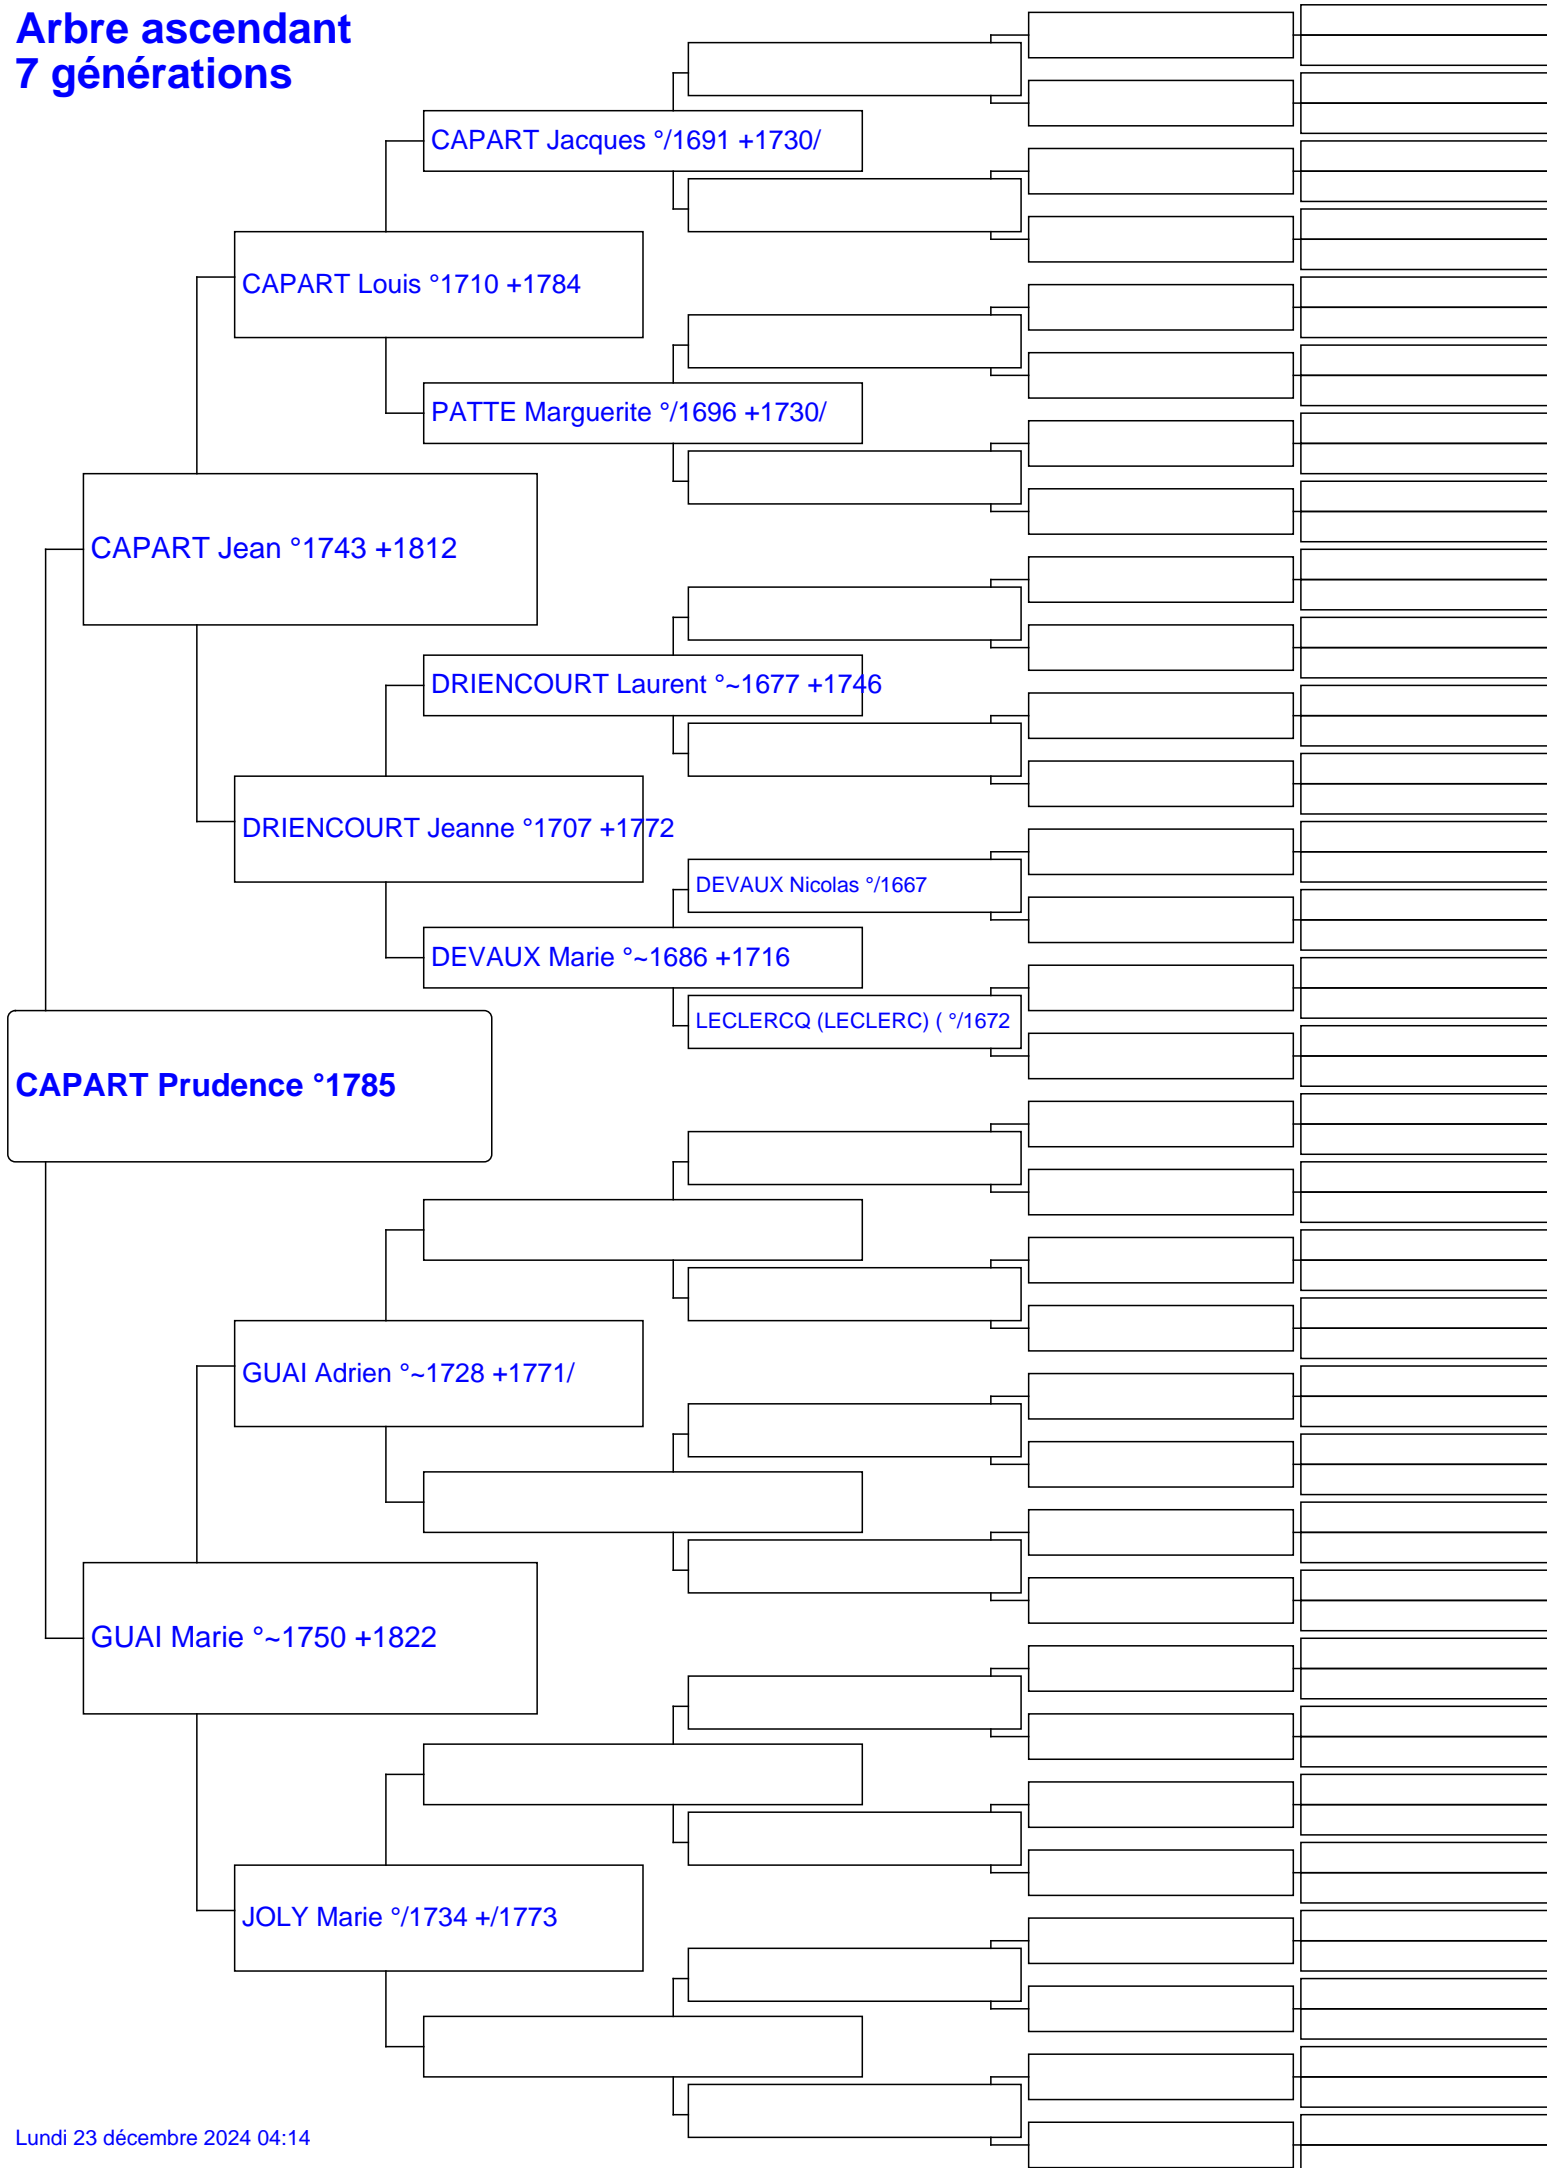 Arbre ascendant
7 générations
CAPART Jacques °/1691 +1730/
CAPART Louis °1710 +1784
PATTE Marguerite °/1696 +1730/
CAPART Jean °1743 +1812
DRIENCOURT Laurent °~1677 +1746
DRIENCOURT Jeanne °1707 +1772
DEVAUX Nicolas °/1667
DEVAUX Marie °~1686 +1716
LECLERCQ (LECLERC) ( °/1672
CAPART Prudence °1785
GUAI Adrien °~1728 +1771/
GUAI Marie °~1750 +1822
JOLY Marie °/1734 +/1773
Lundi 23 décembre 2024 04:14